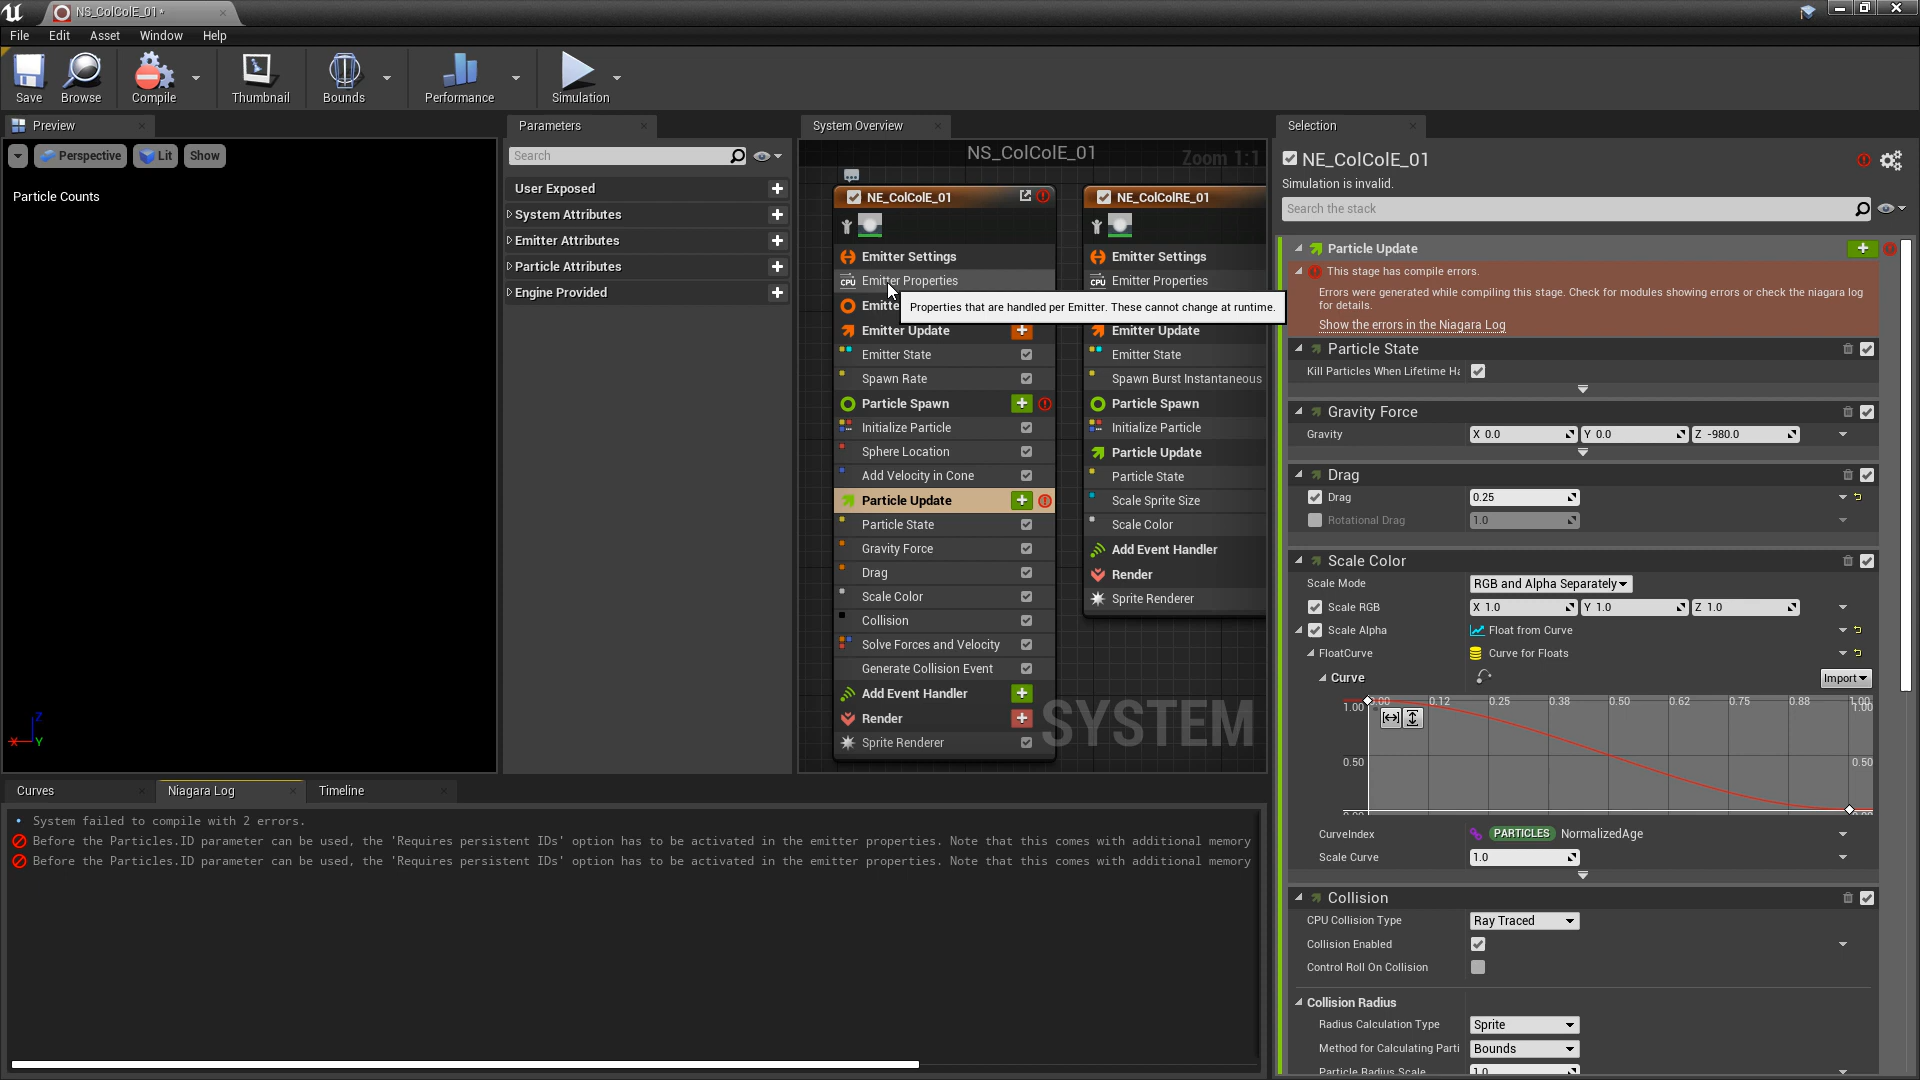 NS_ColColE_01*
File Edit Asset Window Help
Save Browse Compile Thumbnail Bounds Performance Simulation
Preview
Perspective Lit Show
Particle Counts
Z
X Y
Parameters
Search
User Exposed
System Attributes
Emitter Attributes
Particle Attributes
Engine Provided
System Overview
NS_ColColE_01
Zoom 1:1
NE_ColColE_01
Emitter Settings
CPU Emitter Properties
Emitte
Emitter Update
Emitter State
Spawn Rate
Particle Spawn
Initialize Particle
Sphere Location
Add Velocity in Cone
Particle Update
Particle State
Gravity Force
Drag
Scale Color
Collision
Solve Forces and Velocity
Generate Collision Event
Add Event Handler
Render
Sprite Renderer
Properties that are handled per Emitter. These cannot change at runtime.
NE_ColColRE_01
Emitter Settings
CPU Emitter Properties
Emitter Update
Emitter State
Spawn Burst Instantaneous
Particle Spawn
Initialize Particle
Particle Update
Particle State
Scale Sprite Size
Scale Color
Add Event Handler
Render
Sprite Renderer
SYSTEM
Selection
NE_ColColE_01
Simulation is invalid.
Search the stack
Particle Update
This stage has compile errors.
Errors were generated while compiling this stage. Check for modules showing errors or check the niagara log
for details.
Show the errors in the Niagara Log
Particle State
Kill Particles When Lifetime Ha
Gravity Force
Gravity X 0.0 Y 0.0 Z -980.0
Drag
Drag 0.25
Rotational Drag 1.0
Scale Color
Scale Mode RGB and Alpha Separately
Scale RGB X 1.0 Y 1.0 Z 1.0
Scale Alpha Float from Curve
FloatCurve Curve for Floats
Curve Import
0.00 0.12 0.25 0.38 0.50 0.62 0.75 0.88 1.00
1.00 1.00
0.50 0.50
0.00 0.00
CurveIndex PARTICLES NormalizedAge
Scale Curve 1.0
Collision
CPU Collision Type Ray Traced
Collision Enabled
Control Roll On Collision
Collision Radius
Radius Calculation Type Sprite
Method for Calculating Parti Bounds
Particle Radius Scale 1.0
Curves Niagara Log Timeline
System failed to compile with 2 errors.
Before the Particles.ID parameter can be used, the 'Requires persistent IDs' option has to be activated in the emitter properties. Note that this comes with additional memory
Before the Particles.ID parameter can be used, the 'Requires persistent IDs' option has to be activated in the emitter properties. Note that this comes with additional memory